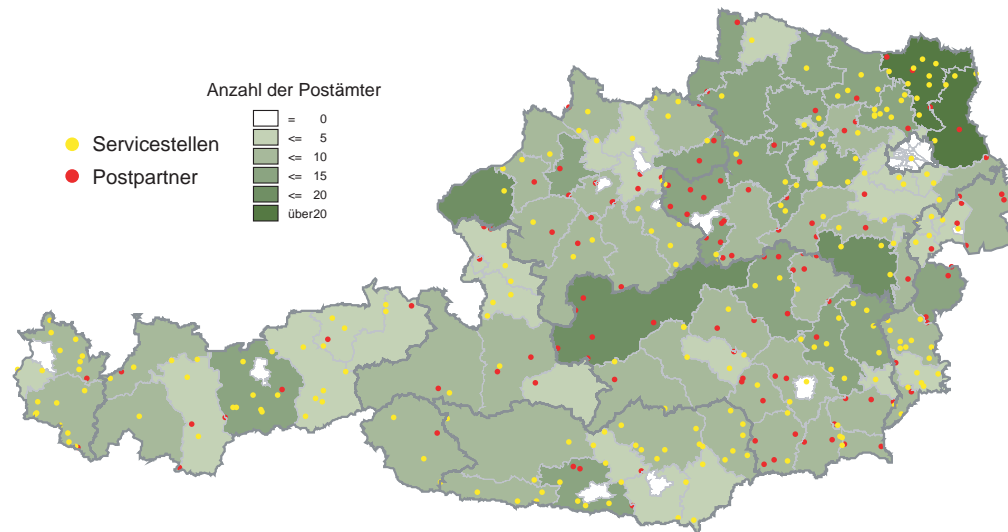 Anzahl der Postämter
= 0
<= 5
<= 10
<= 15
<= 20
über20
Servicestellen
Postpartner